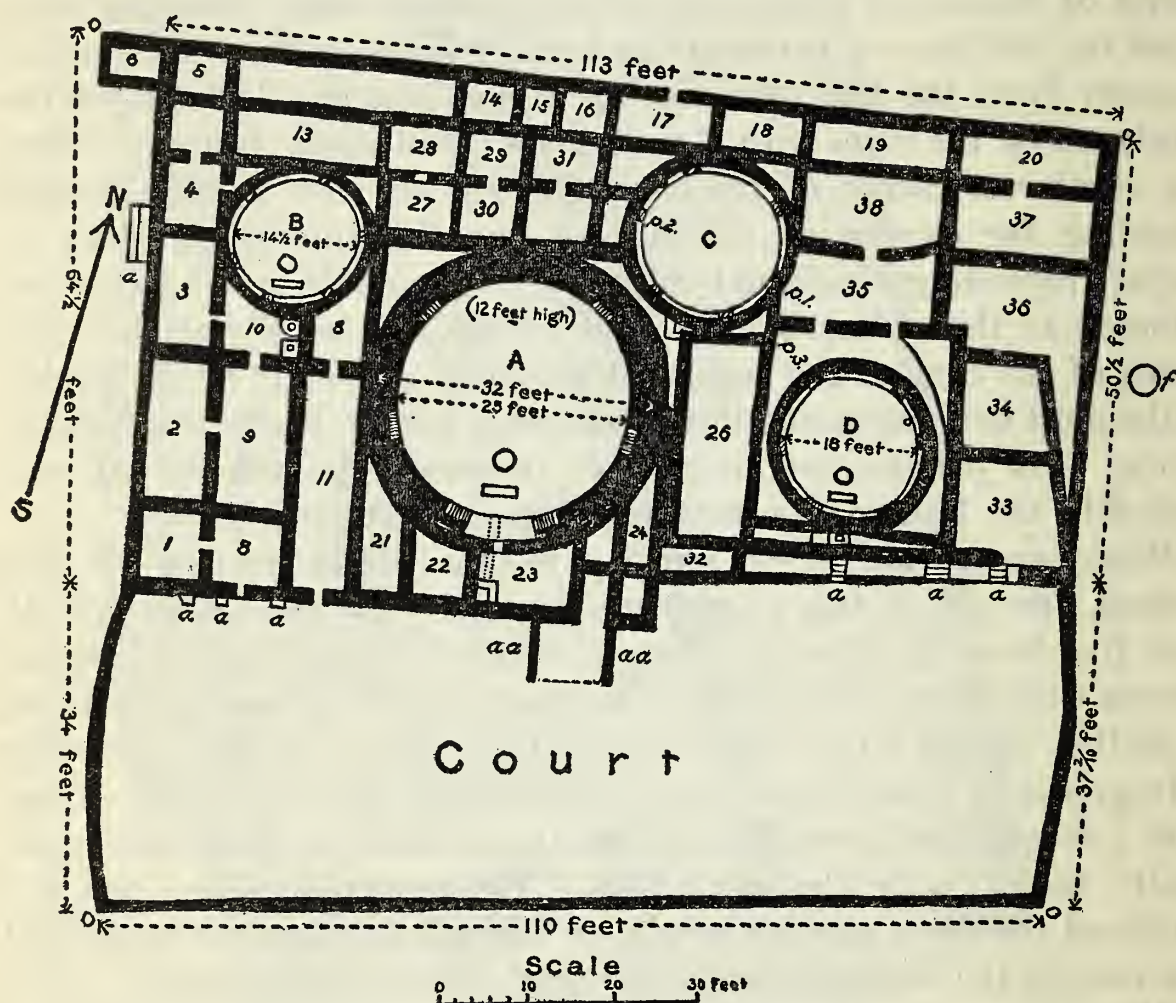 113 feet
6
5
14
15
16
17
18
19
20
13
28
29
31
4
27
30
38
37
N
B
14½ feet
p.2.
C
a
3
64½
feet
10
8
(12 feet high)
p.1.
35
36
50½ feet
f
A
32 feet
25 feet
p.3.
S
2
9
11
26
D
18 feet
34
33
1
8
21
22
23
24
32
a
a
a
a
a
a
aa
aa
34 feet
Court
37 2/10 feet
110 feet
Scale
0 10 20 30 Feet